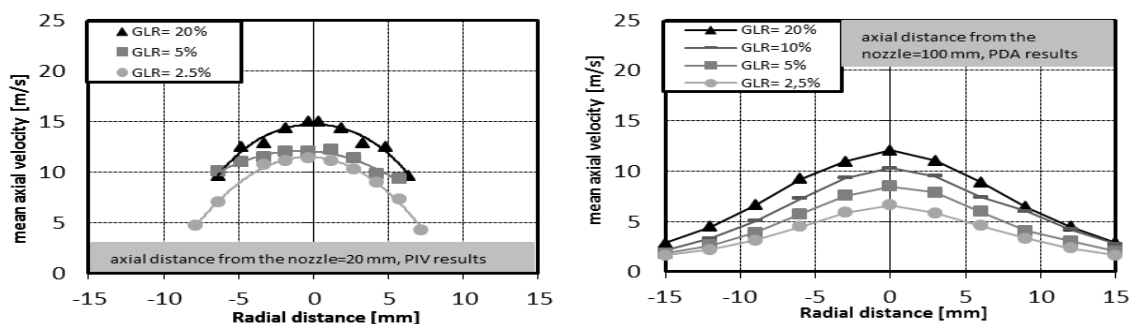 25
20
15
10
5
0
mean axial velocity [m/s]
GLR= 20%
GLR= 5%
GLR= 2.5%
axial distance from the nozzle=20 mm, PIV results
-15
-10
-5
0
5
10
15
Radial distance [mm]
25
20
15
10
5
0
mean axial velocity [m/s]
GLR= 20%
GLR=10%
GLR= 5%
GLR= 2,5%
axial distance from the
nozzle=100 mm, PDA results
-15
-10
-5
0
5
10
15
Radial distance [mm]